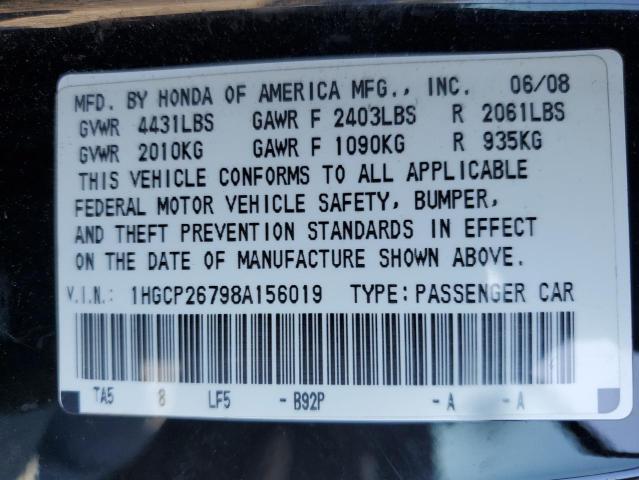 MFD. BY HONDA OF AMERICA MFG., INC. 06/08
GVWR 4431LBS GAWR F 2403LBS R 2061LBS
GVWR 2010KG GAWR F 1090KG R 935KG
THIS VEHICLE CONFORMS TO ALL APPLICABLE
FEDERAL MOTOR VEHICLE SAFETY, BUMPER,
AND THEFT PREVENTION STANDARDS IN EFFECT
ON THE DATE OF MANUFACTURE SHOWN ABOVE.
V.I.N.: 1HGCP26798A156019 TYPE: PASSENGER CAR
TA5 8 LF5 - B92P - A - A